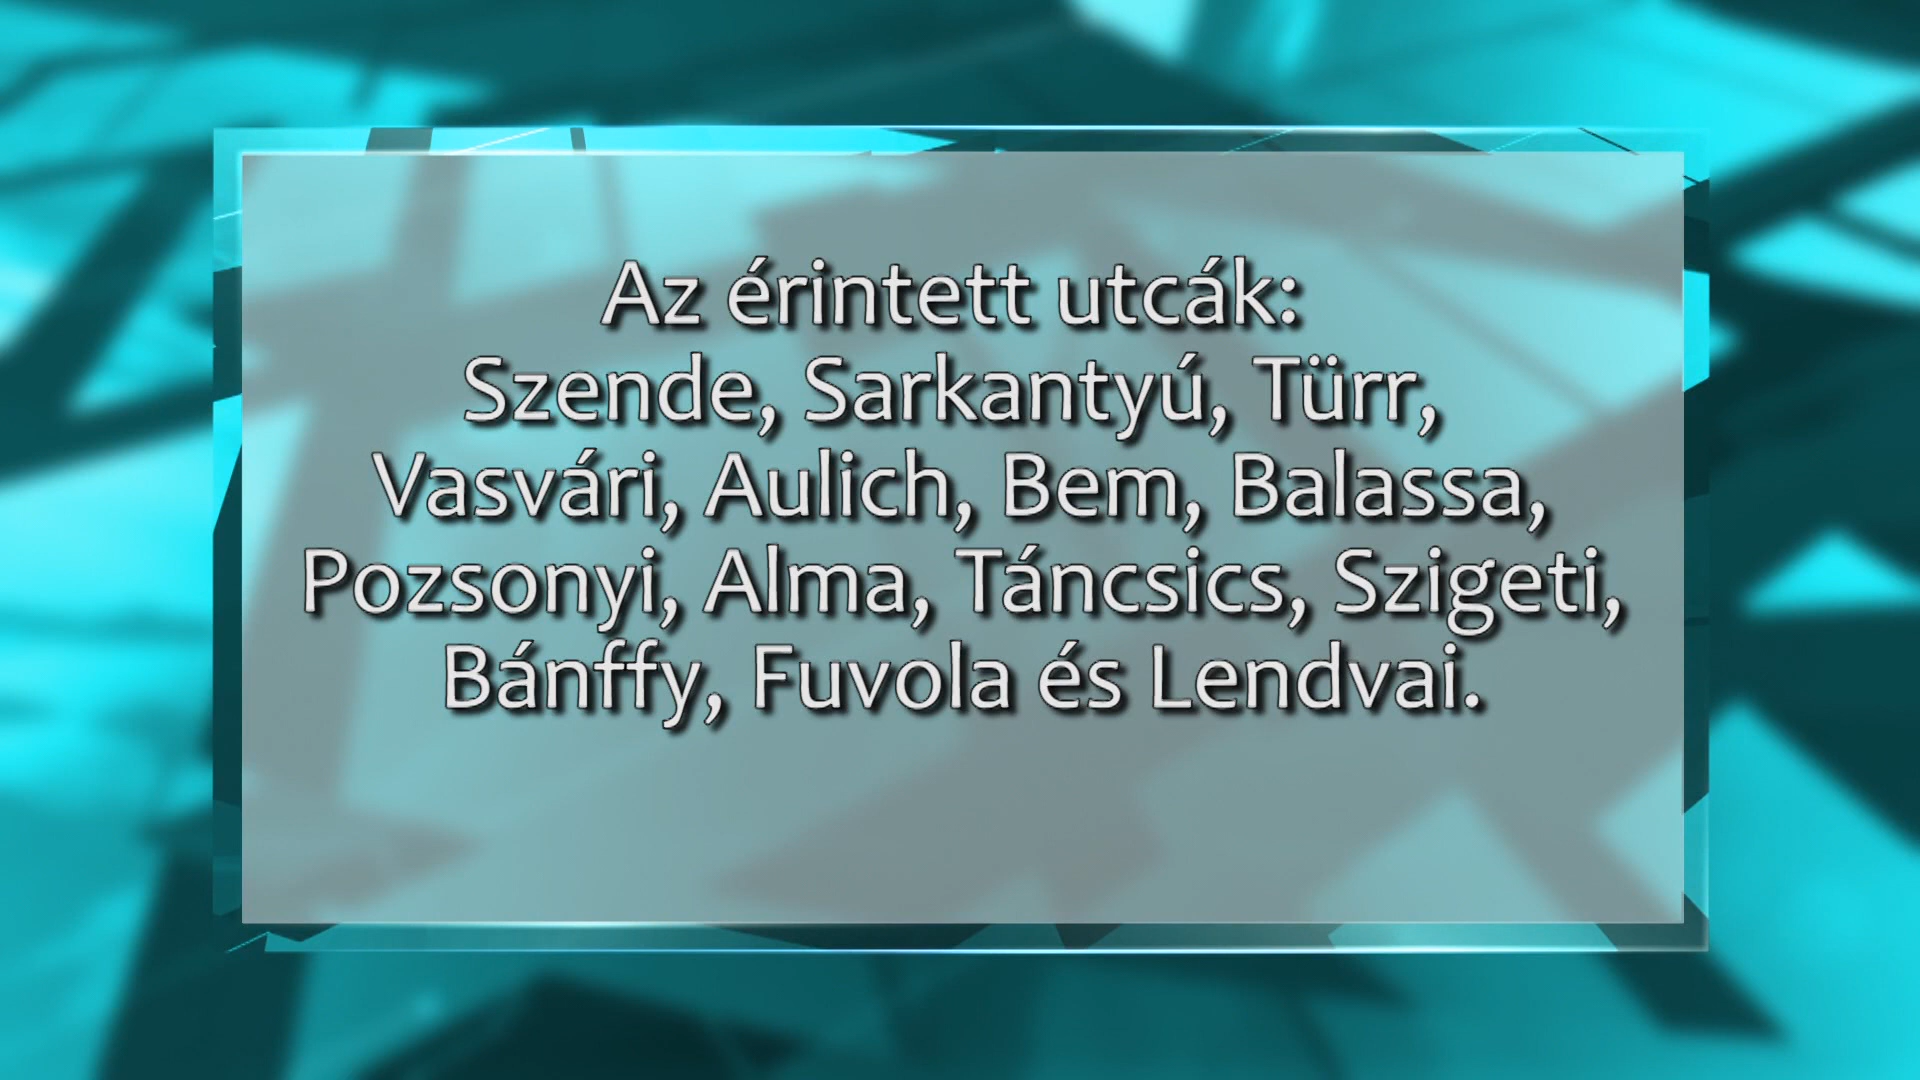 Az érintett utcák:
Szende, Sarkantyú, Türr,
Vasvári, Aulich, Bem, Balassa,
Pozsonyi, Alma, Táncsics, Szigeti,
Bánffy, Fuvola és Lendvai.